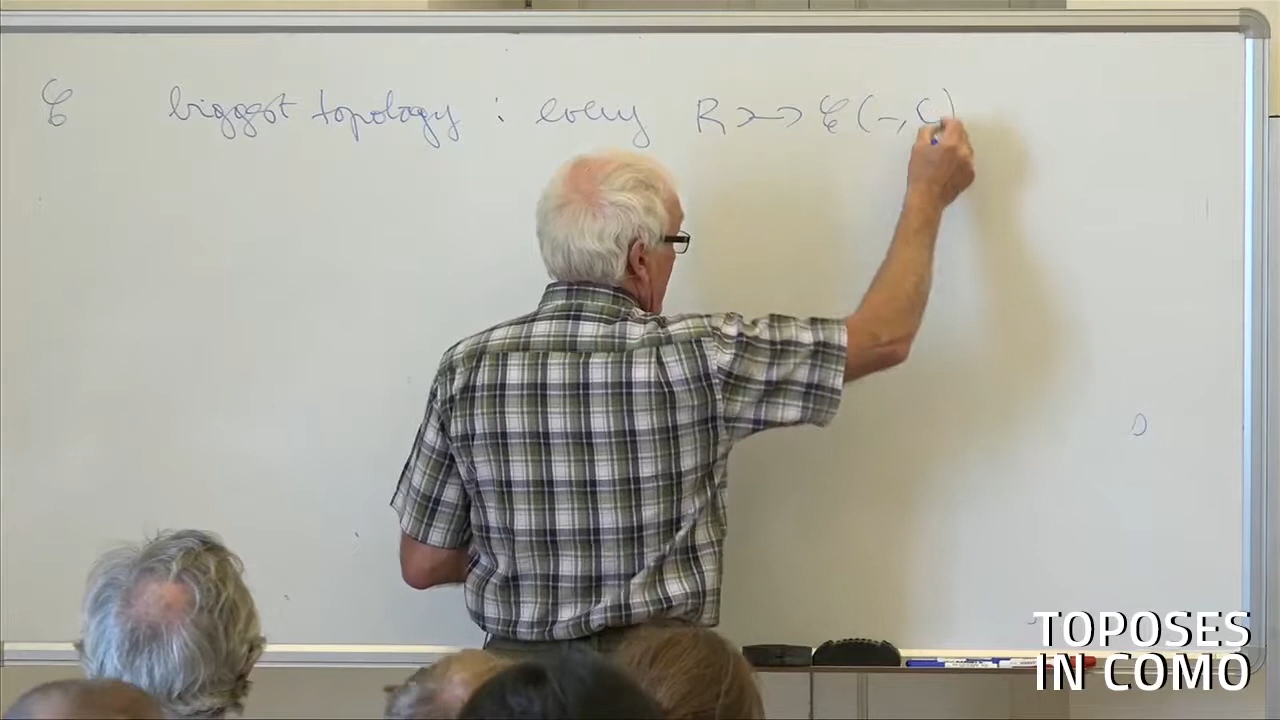 𝒞 biggest topology : every R ↣ 𝒞(-, C)
TOPOSES
IN COMO